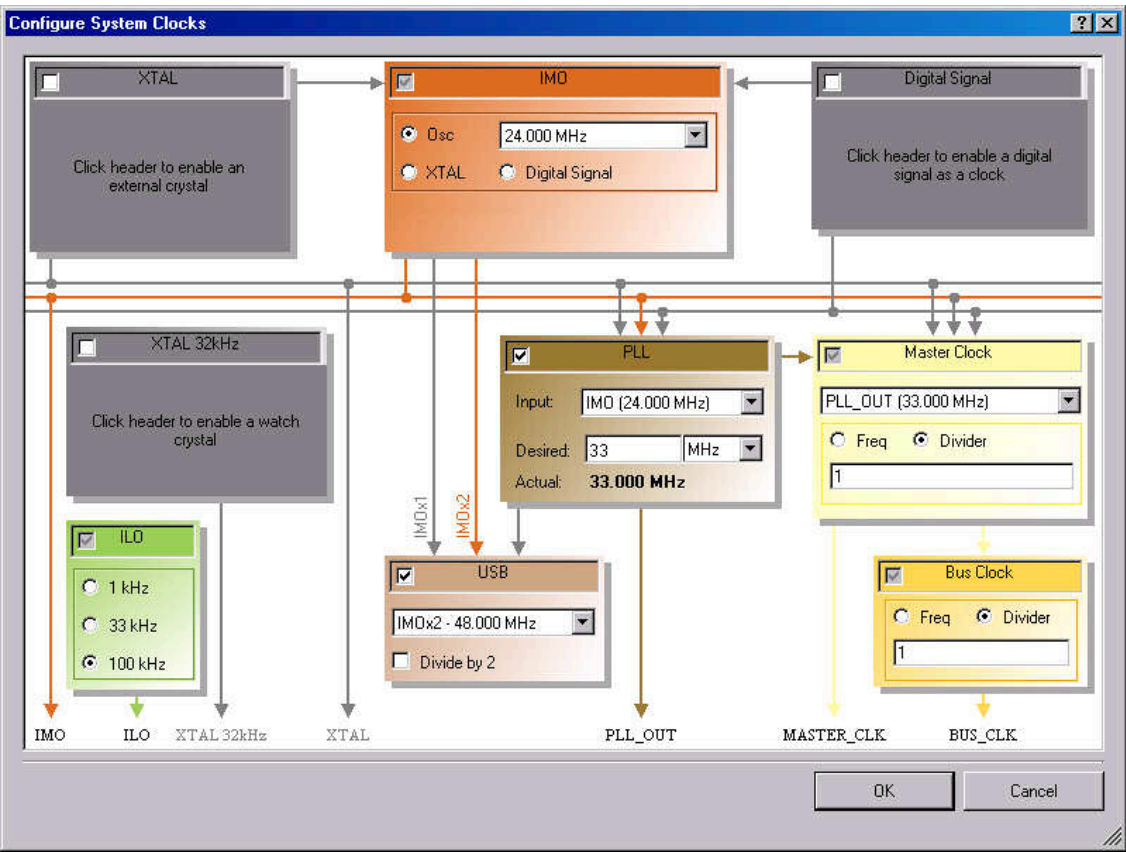 Configure System Clocks
XTAL
Click header to enable an
external crystal
IMO
Osc
24.000 MHz
XTAL
Digital Signal
Digital Signal
Click header to enable a digital
signal as a clock
XTAL 32kHz
Click header to enable a watch
crystal
PLL
Input:
IMO (24.000 MHz)
Desired:
33
MHz
Actual:
33.000 MHz
Master Clock
PLL_OUT (33.000 MHz)
Freq
Divider
1
IMOx1
IMOx2
ILO
1 kHz
33 kHz
100 kHz
USB
IMOx2 - 48.000 MHz
Divide by 2
Bus Clock
Freq
Divider
1
IMO
ILO
XTAL 32kHz
XTAL
PLL_OUT
MASTER_CLK
BUS_CLK
OK
Cancel